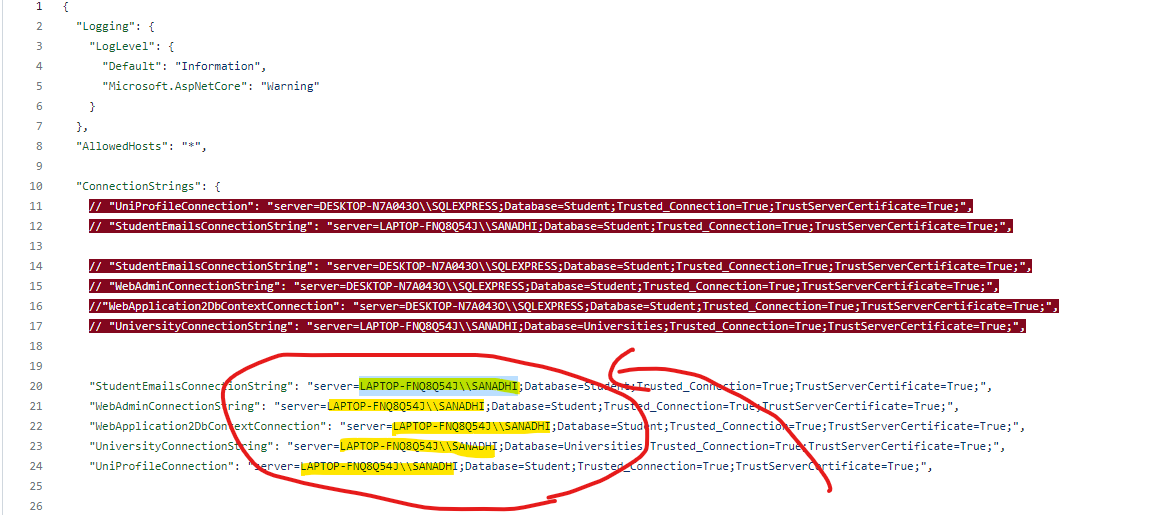 1 {
2 "Logging": {
3 "LogLevel": {
4 "Default": "Information",
5 "Microsoft.AspNetCore": "Warning"
6 }
7 },
8 "AllowedHosts": "*",
9
10 "ConnectionStrings": {
11 // "UniProfileConnection": "server=DESKTOP-N7A043O\\SQLEXPRESS;Database=Student;Trusted_Connection=True;TrustServerCertificate=True;",
12 // "StudentEmailsConnectionString": "server=LAPTOP-FNQ8Q54J\\SANADHI;Database=Student;Trusted_Connection=True;TrustServerCertificate=True;",
13
14 // "StudentEmailsConnectionString": "server=DESKTOP-N7A043O\\SQLEXPRESS;Database=Student;Trusted_Connection=True;TrustServerCertificate=True;",
15 // "WebAdminConnectionString": "server=DESKTOP-N7A043O\\SQLEXPRESS;Database=Student;Trusted_Connection=True;TrustServerCertificate=True;",
16 //"WebApplication2DbContextConnection": "server=DESKTOP-N7A043O\\SQLEXPRESS;Database=Student;Trusted_Connection=True;TrustServerCertificate=True;",
17 // "UniversityConnectionString": "server=LAPTOP-FNQ8Q54J\\SANADHI;Database=Universities;Trusted_Connection=True;TrustServerCertificate=True;",
18
19
20 "StudentEmailsConnectionString": "server=LAPTOP-FNQ8Q54J\\SANADHI;Database=Student;Trusted_Connection=True;TrustServerCertificate=True;",
21 "WebAdminConnectionString": "server=LAPTOP-FNQ8Q54J\\SANADHI;Database=Student;Trusted_Connection=True;TrustServerCertificate=True;",
22 "WebApplication2DbContextConnection": "server=LAPTOP-FNQ8Q54J\\SANADHI;Database=Student;Trusted_Connection=True;TrustServerCertificate=True;",
23 "UniversityConnectionString": "server=LAPTOP-FNQ8Q54J\\SANADHI;Database=Universities;Trusted_Connection=True;TrustServerCertificate=True;",
24 "UniProfileConnection": "server=LAPTOP-FNQ8Q54J\\SANADHI;Database=Student;Trusted_Connection=True;TrustServerCertificate=True;",
25
26